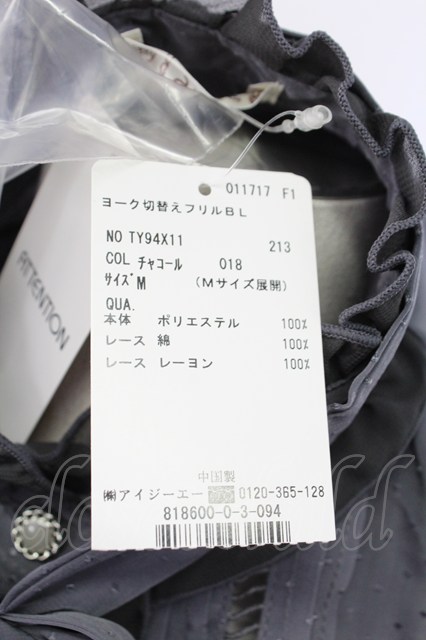 011717 F1
ヨーク切替えフリルBL
NO TY94X11 213
COL チャコール 018
サイズ M (Mサイズ展開)
QUA.
本体 ポリエステル 100%
レース 綿 100%
レース レーヨン 100%
中国製
㈱アイジーエー 0120-365-128
818600-0-3-094
ATTENTION